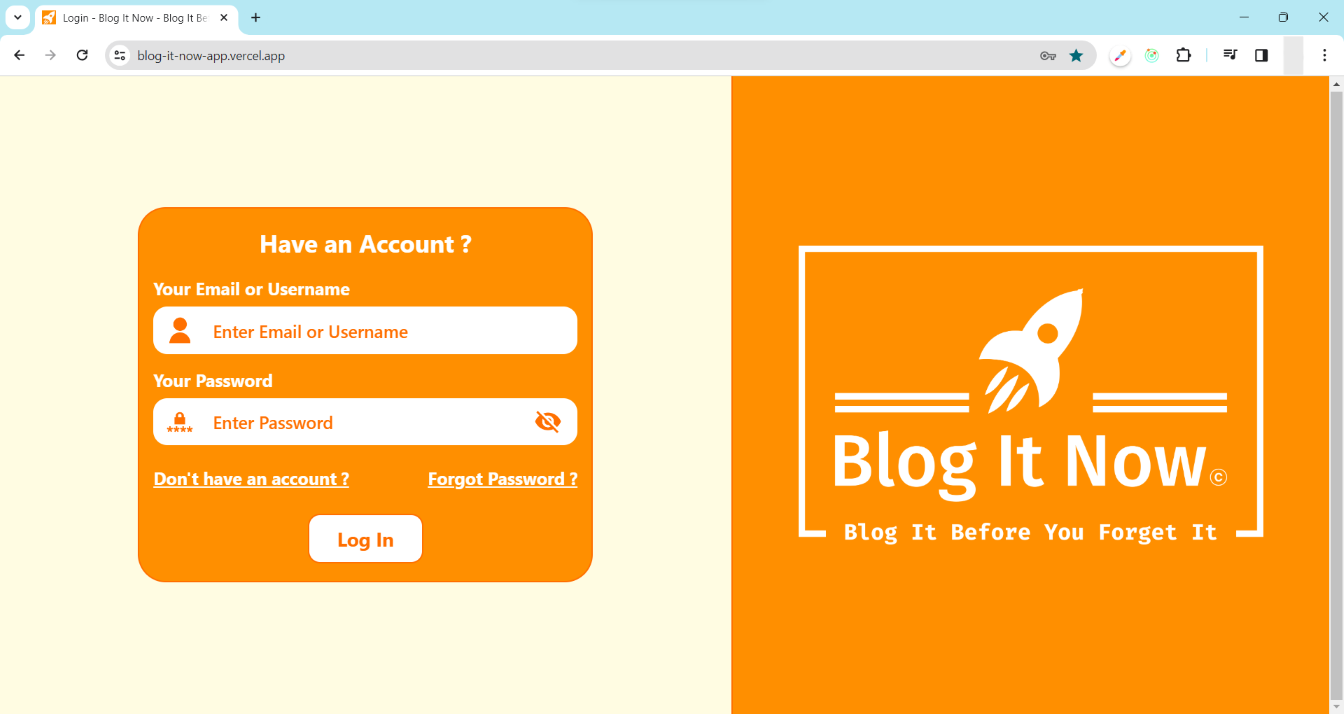 Login - Blog It Now - Blog It Be
blog-it-now-app.vercel.app
Have an Account ?
Your Email or Username
Enter Email or Username
Your Password
**** Enter Password
Don't have an account ?
Forgot Password ?
Log In
Blog It Now ©
Blog It Before You Forget It